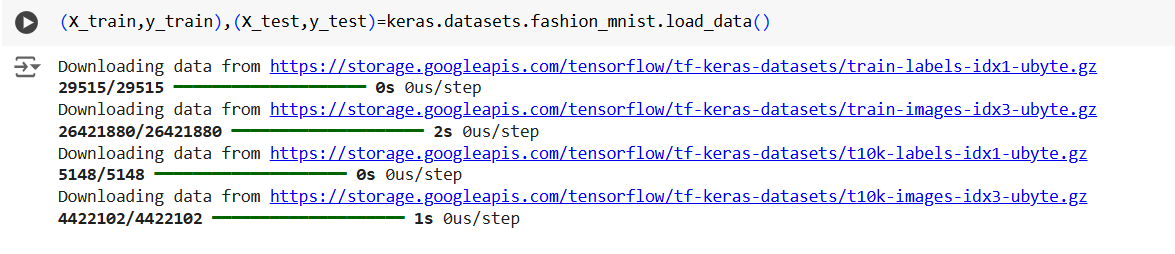 (X_train,y_train),(X_test,y_test)=keras.datasets.fashion_mnist.load_data()
Downloading data from https://storage.googleapis.com/tensorflow/tf-keras-datasets/train-labels-idx1-ubyte.gz
29515/29515 ━━━━━━━━━━━━━━━━━━━━ 0s 0us/step
Downloading data from https://storage.googleapis.com/tensorflow/tf-keras-datasets/train-images-idx3-ubyte.gz
26421880/26421880 ━━━━━━━━━━━━━━━━━━━━ 2s 0us/step
Downloading data from https://storage.googleapis.com/tensorflow/tf-keras-datasets/t10k-labels-idx1-ubyte.gz
5148/5148 ━━━━━━━━━━━━━━━━━━━━ 0s 0us/step
Downloading data from https://storage.googleapis.com/tensorflow/tf-keras-datasets/t10k-images-idx3-ubyte.gz
4422102/4422102 ━━━━━━━━━━━━━━━━━━━━ 1s 0us/step